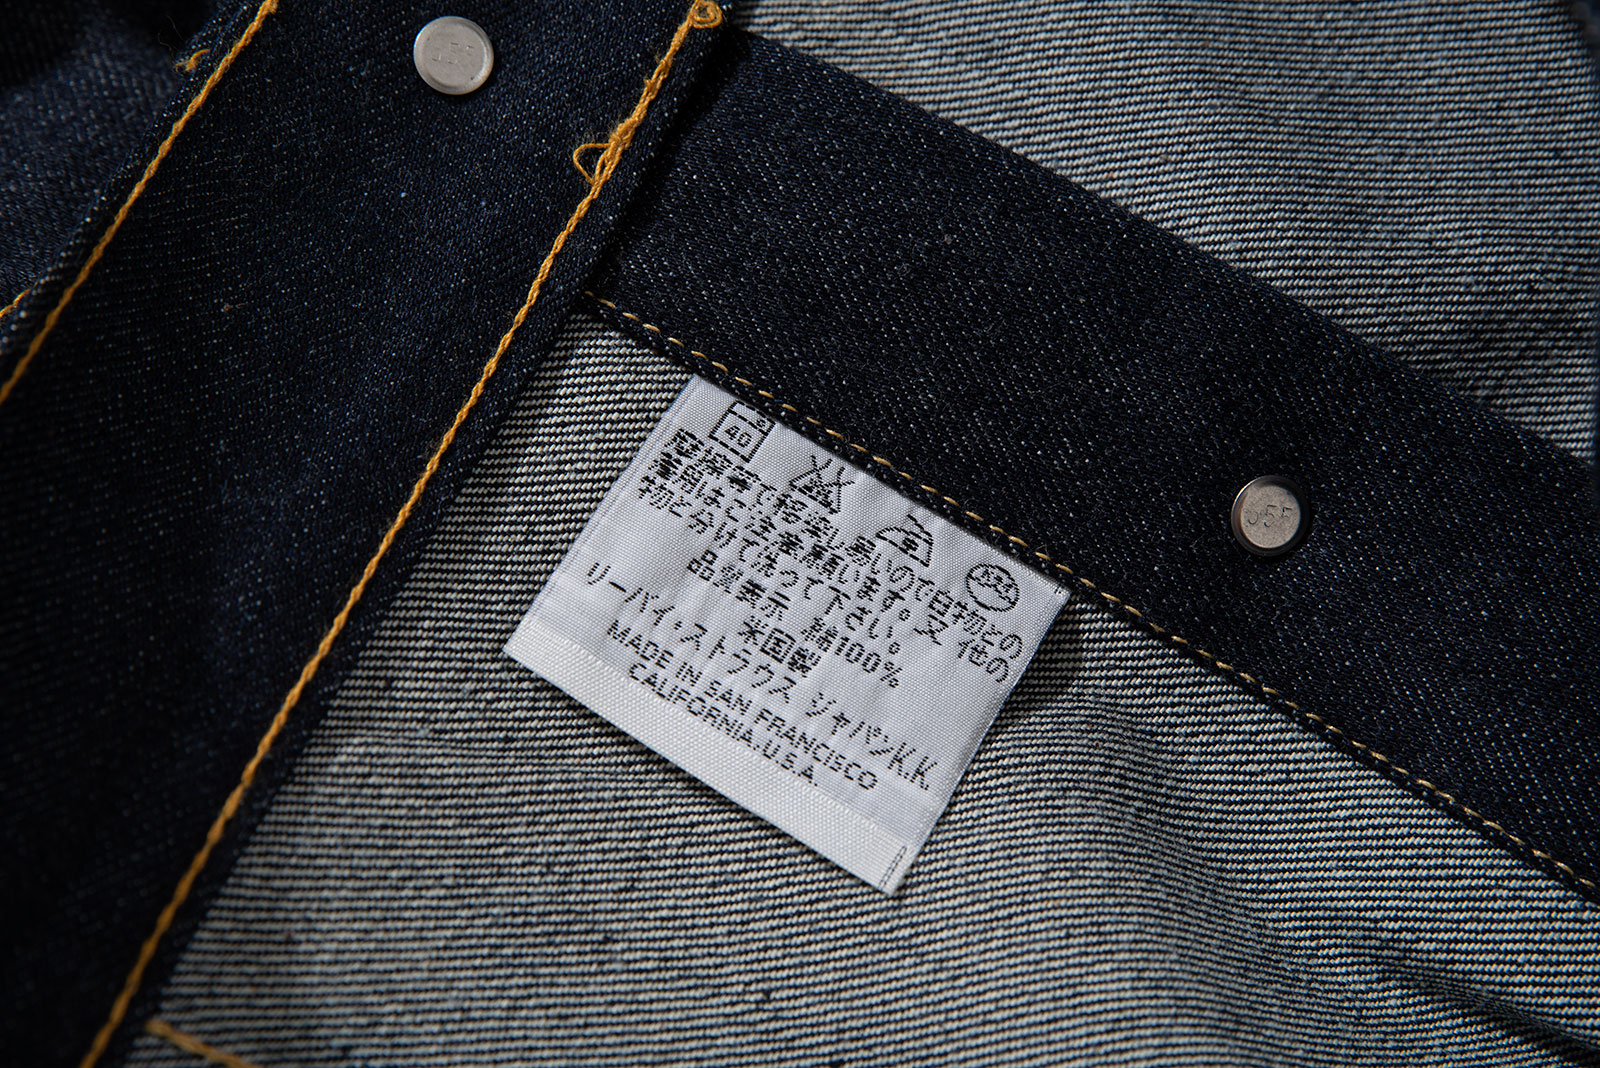 J55
40
摩擦等で移染し易いので白物との
着用はご注意願います。又 他の
物と分けて洗って下さい。
品質表示 綿100%
米国製
リーバイ・ストラウス ジャパンK.K.
MADE IN SAN FRANCISCO
CALIFORNIA, U.S.A.
J55